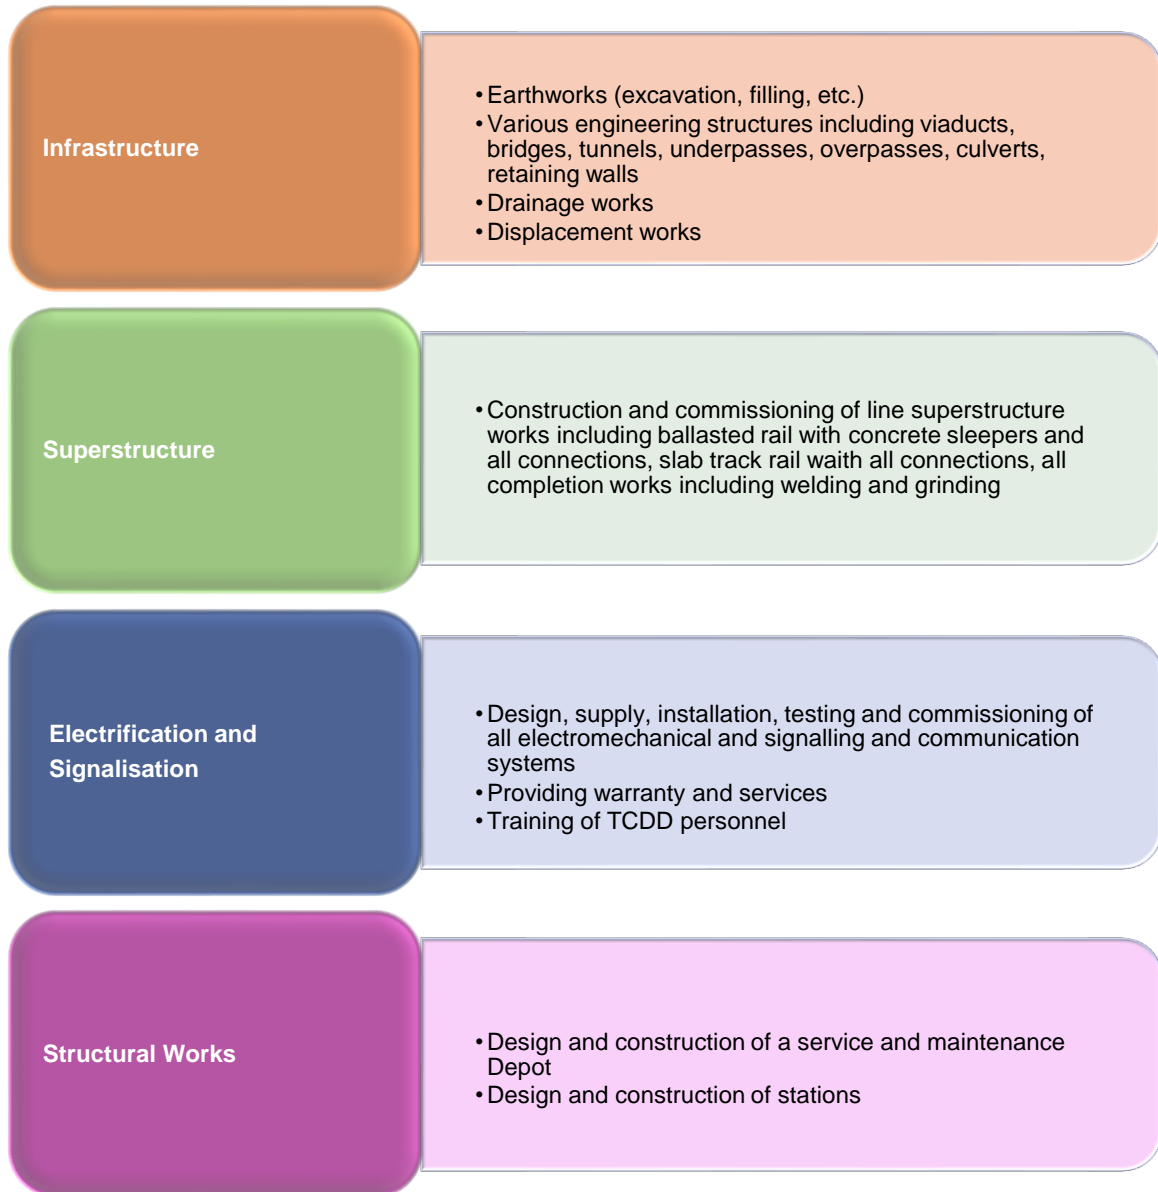 Infrastructure
•Earthworks (excavation, filling, etc.)
•Various engineering structures including viaducts,
bridges, tunnels, underpasses, overpasses, culverts,
retaining walls
•Drainage works
•Displacement works
Superstructure
•Construction and commissioning of line superstructure
works including ballasted rail with concrete sleepers and
all connections, slab track rail waith all connections, all
completion works including welding and grinding
Electrification and
Signalisation
•Design, supply, installation, testing and commissioning of
all electromechanical and signalling and communication
systems
•Providing warranty and services
•Training of TCDD personnel
Structural Works
•Design and construction of a service and maintenance
Depot
•Design and construction of stations